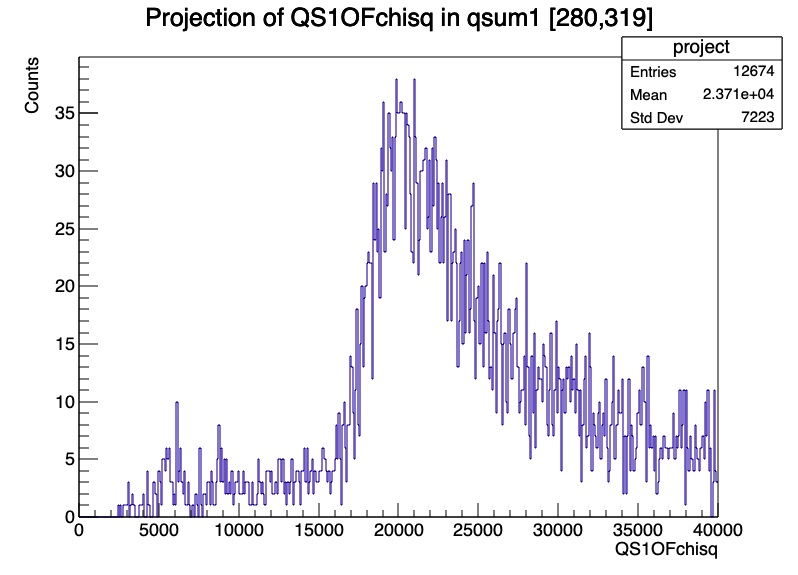 Projection of QS1OFchisq in qsum1 [280,319]
project
Entries 12674
Mean 2.371e+04
Std Dev 7223
Counts
35
30
25
20
15
10
5
0
0 5000 10000 15000 20000 25000 30000 35000 40000
QS1OFchisq